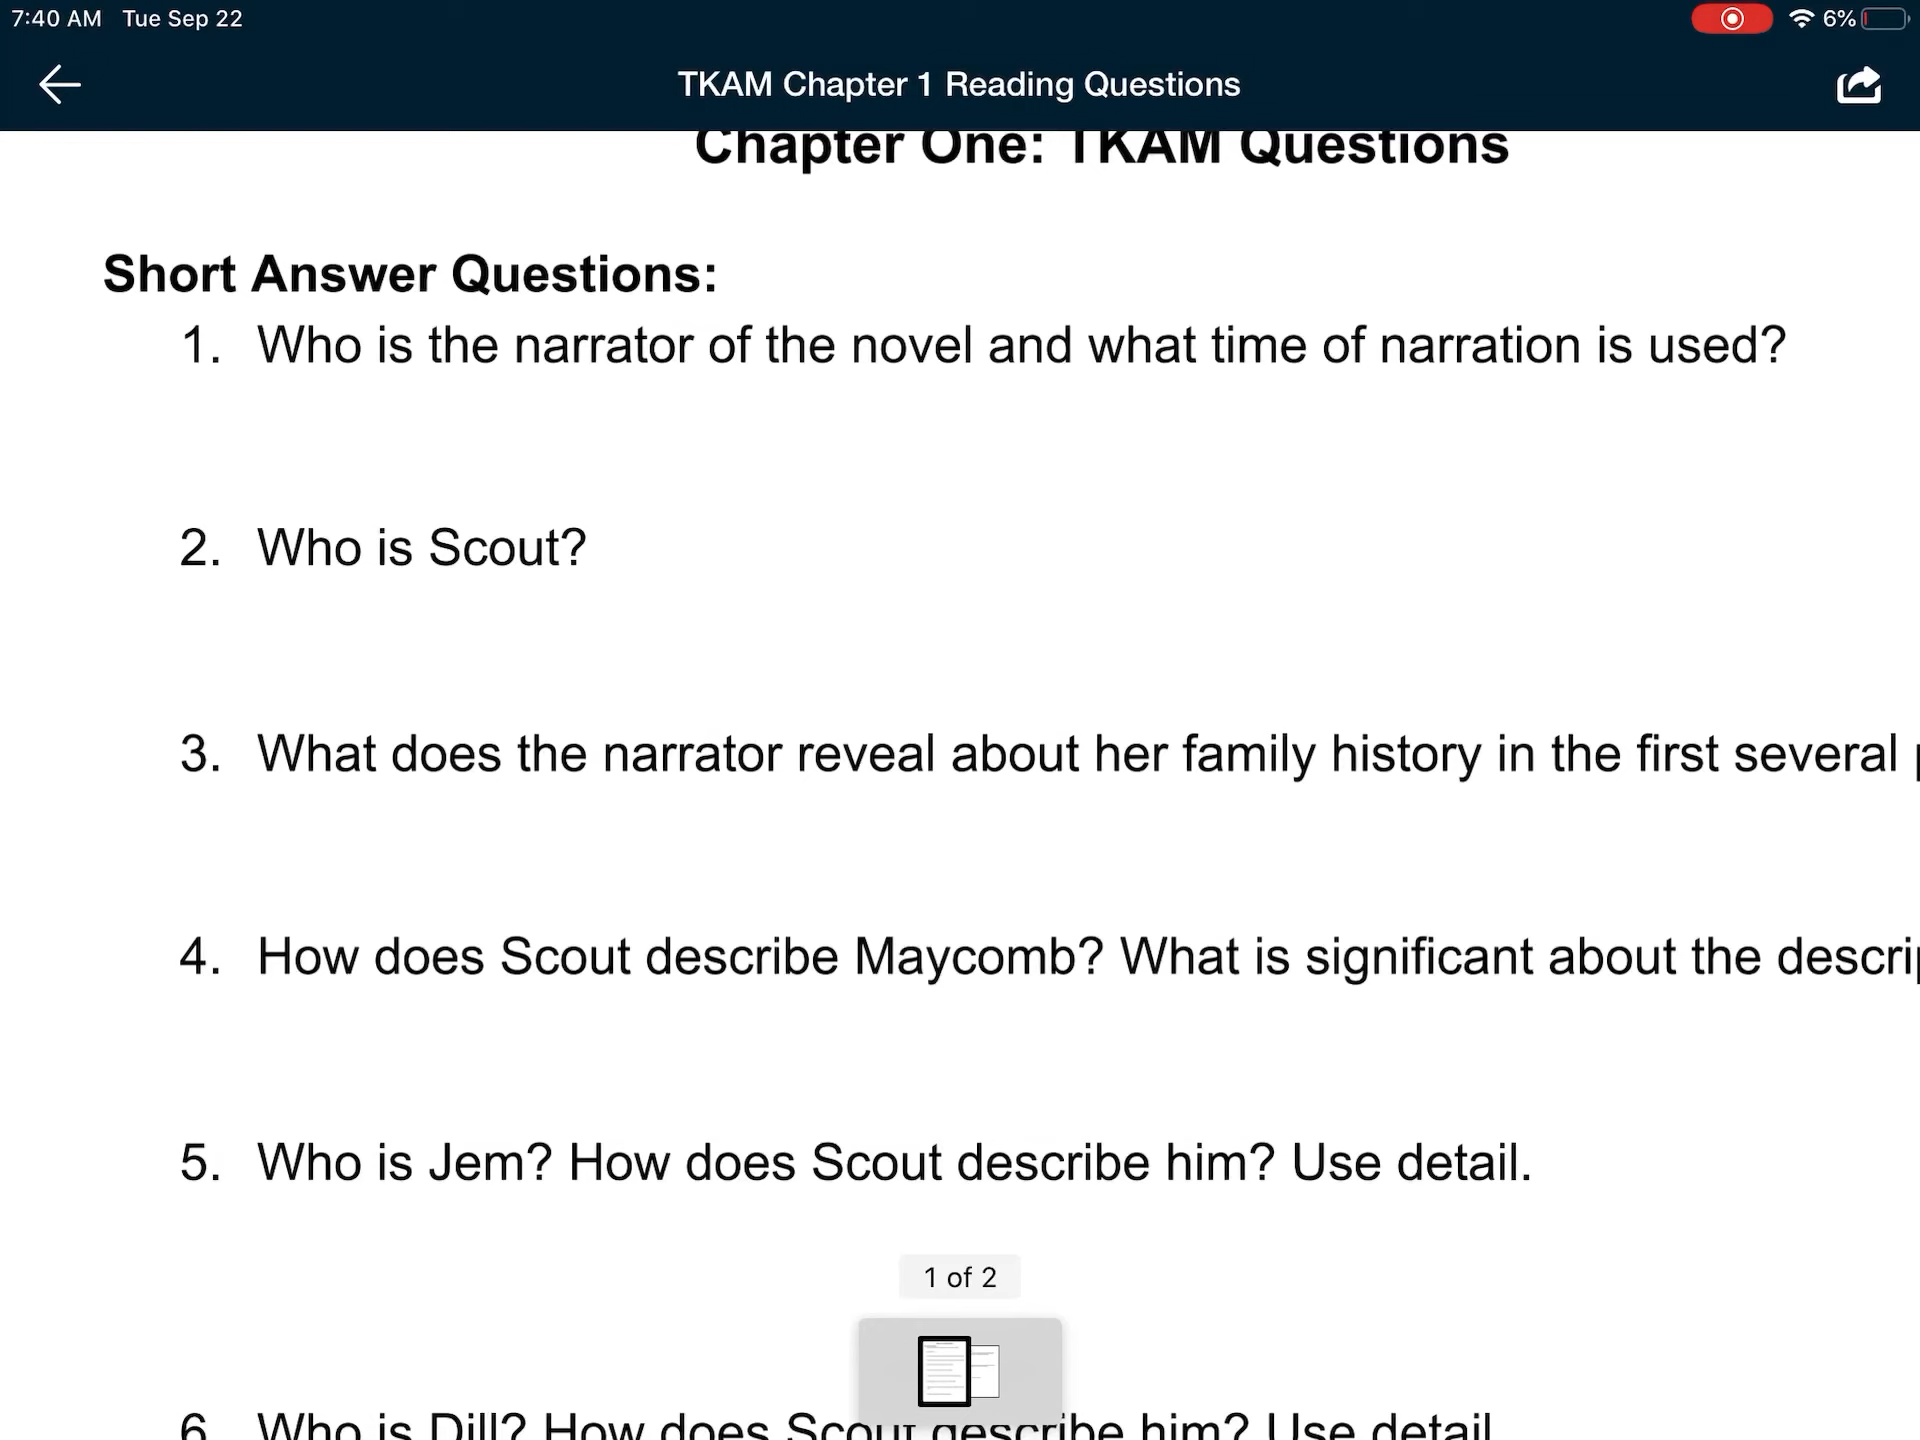 7:40 AM Tue Sep 22 6%
TKAM Chapter 1 Reading Questions
Chapter One: TKAM Questions
Short Answer Questions:
1. Who is the narrator of the novel and what time of narration is used?
2. Who is Scout?
3. What does the narrator reveal about her family history in the first several
4. How does Scout describe Maycomb? What is significant about the descrip
5. Who is Jem? How does Scout describe him? Use detail.
1 of 2
6. Who is Dill? How does Scout describe him? Use detail.